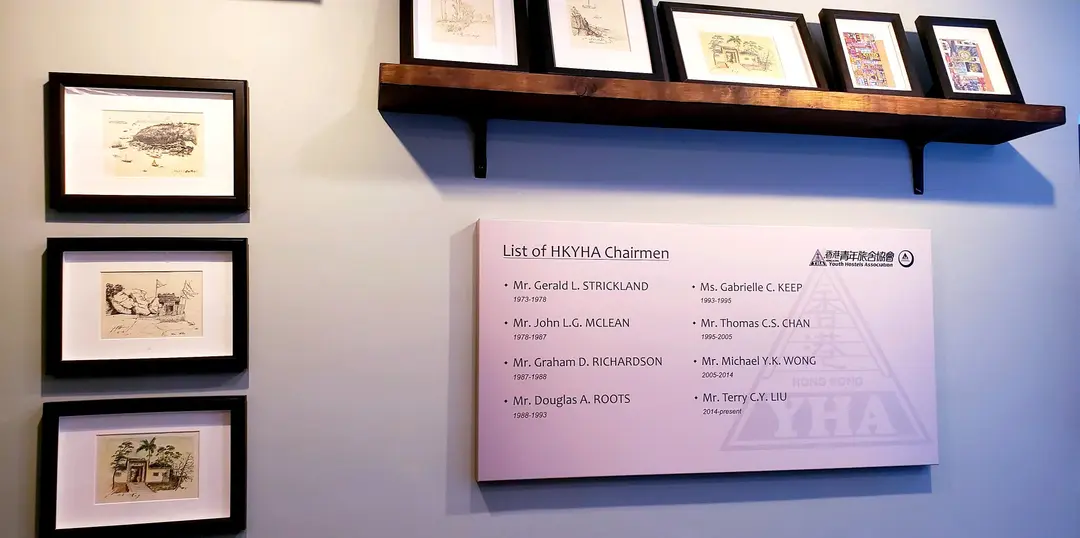 List of HKYHA Chairmen
香港青年旅舍協會
YHA Youth Hostels Association
• Mr. Gerald L. STRICKLAND
1973-1978
• Mr. John L.G. MCLEAN
1978-1987
• Mr. Graham D. RICHARDSON
1987-1988
• Mr. Douglas A. ROOTS
1988-1993
• Ms. Gabrielle C. KEEP
1993-1995
• Mr. Thomas C.S. CHAN
1995-2005
• Mr. Michael Y.K. WONG
2005-2014
• Mr. Terry C.Y. LIU
2014-present
香
港
HONG KONG
YHA